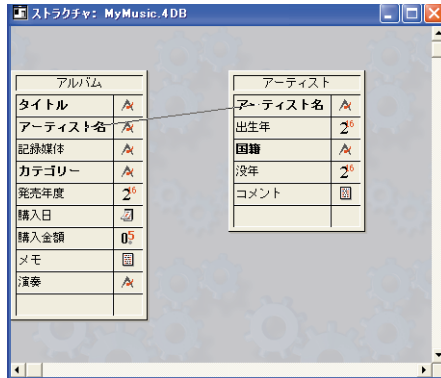 ストラクチャ: MyMusic.4DB
アルバム
タイトル
アーティスト名
記録媒体
カテゴリー
発売年度
購入日
購入金額
メモ
演奏
アーティスト
アーティスト名
出生年
国籍
没年
コメント